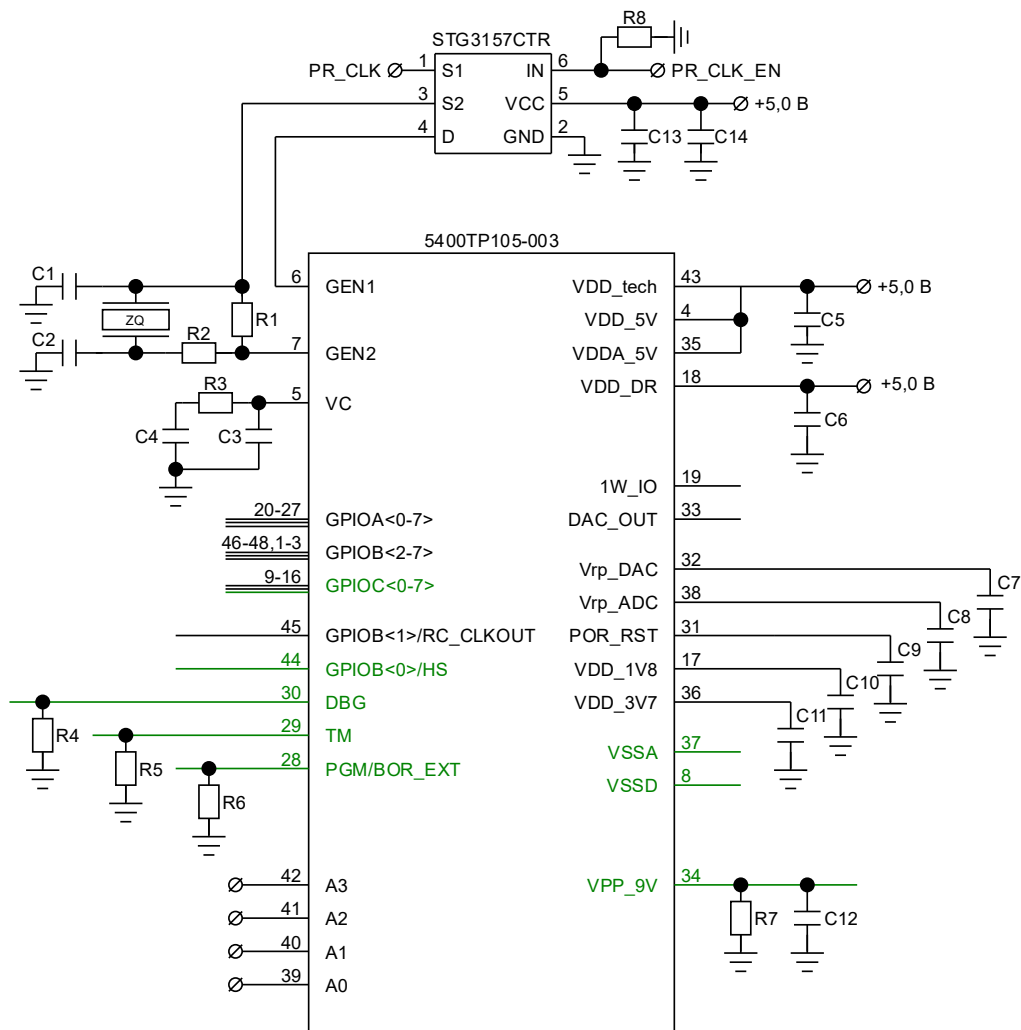 R8
STG3157CTR
PR_CLK 1 S1 IN 6 PR_CLK_EN
3 S2 VCC 5 +5,0 В
4 D GND 2 C13 C14
5400TP105-003
C1 6 GEN1 VDD_tech 43 +5,0 В
ZQ R1 VDD_5V 4 C5
C2 R2 7 GEN2 VDDA_5V 35
R3 VDD_DR 18 +5,0 В
5 VC
C4 C3 C6
1W_IO 19
20-27 GPIOA<0-7> DAC_OUT 33
46-48,1-3 GPIOB<2-7>
9-16 GPIOC<0-7> Vrp_DAC 32 C7
Vrp_ADC 38 C8
45 GPIOB<1>/RC_CLKOUT POR_RST 31 C9
44 GPIOB<0>/HS VDD_1V8 17 C10
30 DBG VDD_3V7 36 C11
R4 29 TM VSSA 37
R5 28 PGM/BOR_EXT VSSD 8
R6
42 A3 VPP_9V 34
41 A2 R7 C12
40 A1
39 A0